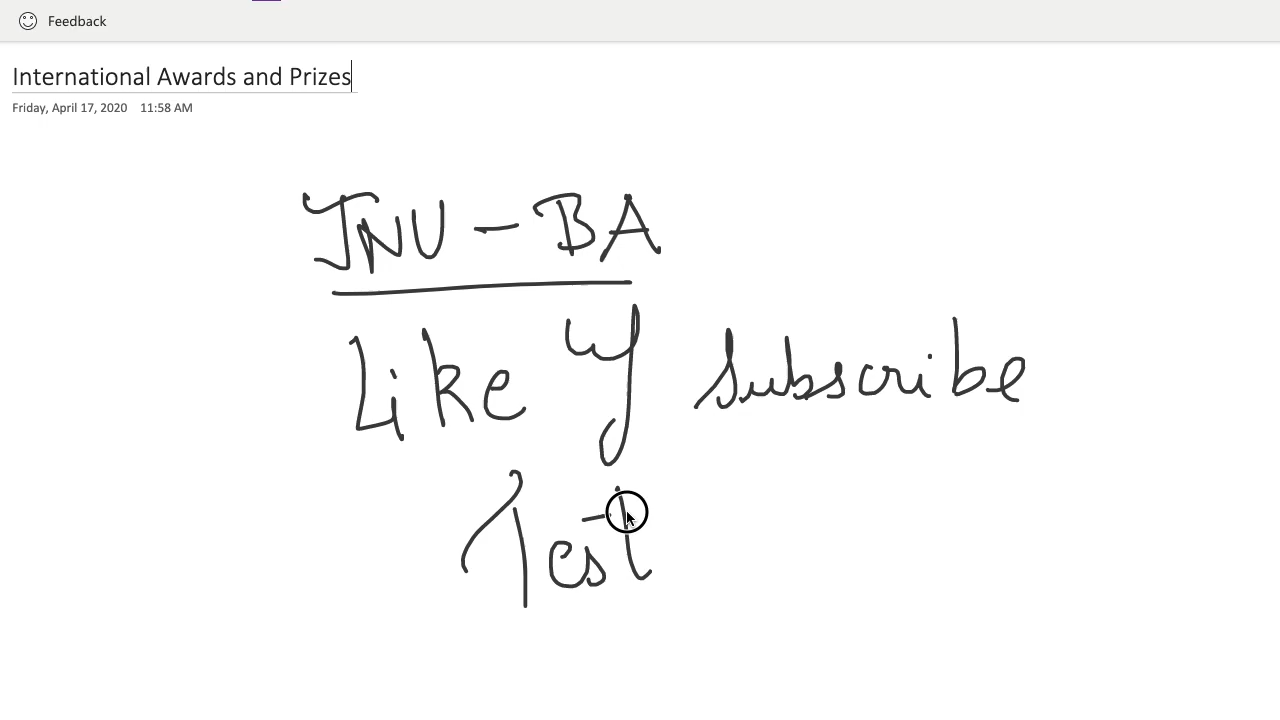 Feedback
International Awards and Prizes
Friday, April 17, 2020 11:58 AM
JNU - BA
Like y subscribe
Test